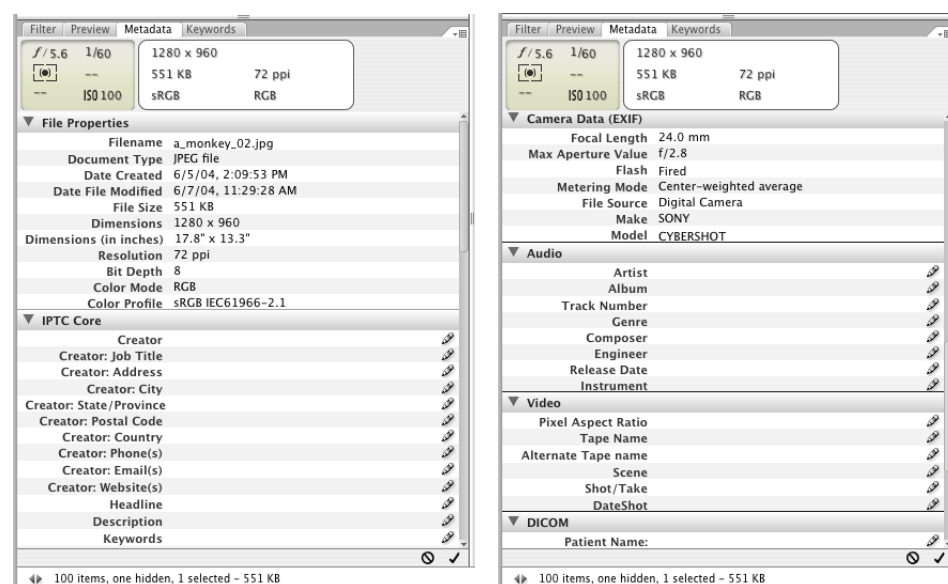 Filter Preview Metadata Keywords
f/5.6 1/60
-- 
-- ISO 100
1280 x 960
551 KB 72 ppi
sRGB RGB
File Properties
Filename a_monkey_02.jpg
Document Type JPEG file
Date Created 6/5/04, 2:09:53 PM
Date File Modified 6/7/04, 11:29:28 AM
File Size 551 KB
Dimensions 1280 x 960
Dimensions (in inches) 17.8" x 13.3"
Resolution 72 ppi
Bit Depth 8
Color Mode RGB
Color Profile sRGB IEC61966-2.1
IPTC Core
Creator
Creator: Job Title
Creator: Address
Creator: City
Creator: State/Province
Creator: Postal Code
Creator: Country
Creator: Phone(s)
Creator: Email(s)
Creator: Website(s)
Headline
Description
Keywords
100 items, one hidden, 1 selected - 551 KB
Filter Preview Metadata Keywords
f/5.6 1/60
--
-- ISO 100
1280 x 960
551 KB 72 ppi
sRGB RGB
Camera Data (EXIF)
Focal Length 24.0 mm
Max Aperture Value f/2.8
Flash Fired
Metering Mode Center-weighted average
File Source Digital Camera
Make SONY
Model CYBERSHOT
Audio
Artist
Album
Track Number
Genre
Composer
Engineer
Release Date
Instrument
Video
Pixel Aspect Ratio
Tape Name
Alternate Tape name
Scene
Shot/Take
DateShot
DICOM
Patient Name:
100 items, one hidden, 1 selected - 551 KB